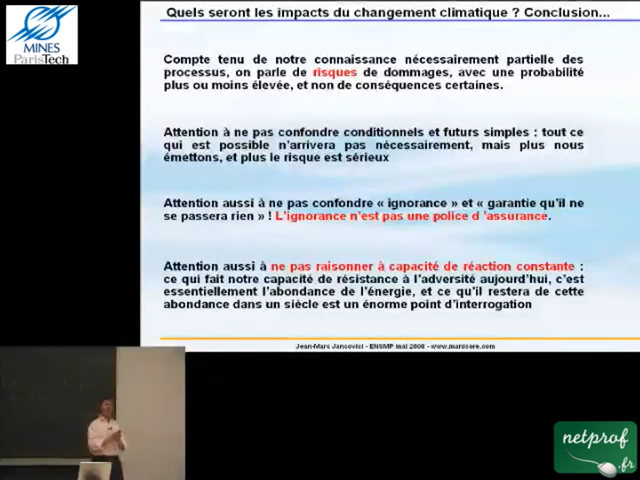 MINES
ParisTech
Quels seront les impacts du changement climatique ? Conclusion...
Compte tenu de notre connaissance nécessairement partielle des
processus, on parle de risques de dommages, avec une probabilité
plus ou moins élevée, et non de conséquences certaines.
Attention à ne pas confondre conditionnels et futurs simples : tout ce
qui est possible n'arrivera pas nécessairement, mais plus nous
émettons, et plus le risque est sérieux
Attention aussi à ne pas confondre « ignorance » et « garantie qu'il ne
se passera rien » ! L'ignorance n'est pas une police d 'assurance.
Attention aussi à ne pas raisonner à capacité de réaction constante :
ce qui fait notre capacité de résistance à l'adversité aujourd'hui, c'est
essentiellement l'abondance de l'énergie, et ce qu'il restera de cette
abondance dans un siècle est un énorme point d'interrogation
Jean-Marc Jancovici - ENSMP mai 2008 - www.manicore.com
netprof
.fr